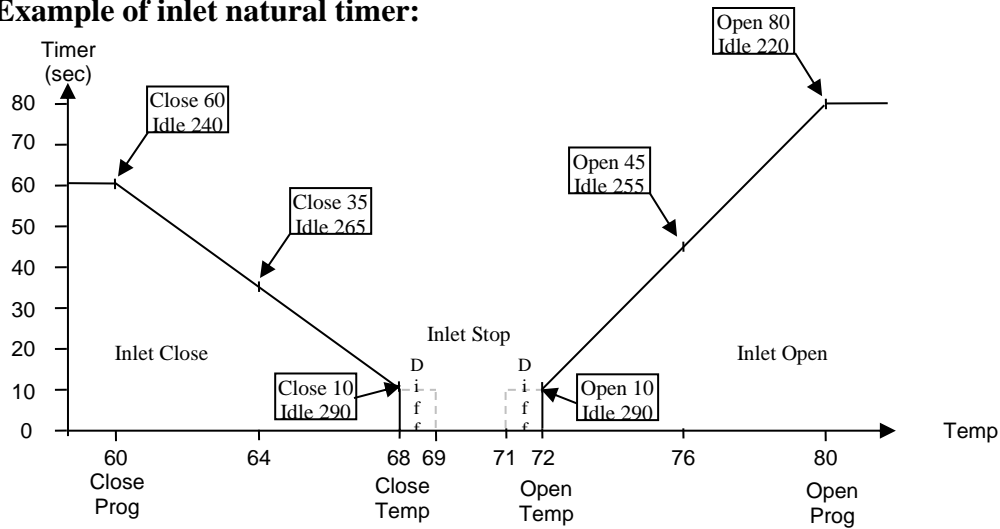 Example of inlet natural timer:
Timer
(sec)
80
70
60
50
40
30
20
10
0
Close 60
Idle 240
Close 35
Idle 265
Close 10
Idle 290
Open 80
Idle 220
Open 45
Idle 255
Open 10
Idle 290
Inlet Close
Inlet Stop
Inlet Open
D
i
f
f
D
i
f
f
60
64
68
69
71
72
76
80
Temp
Close
Prog
Close
Temp
Open
Temp
Open
Prog